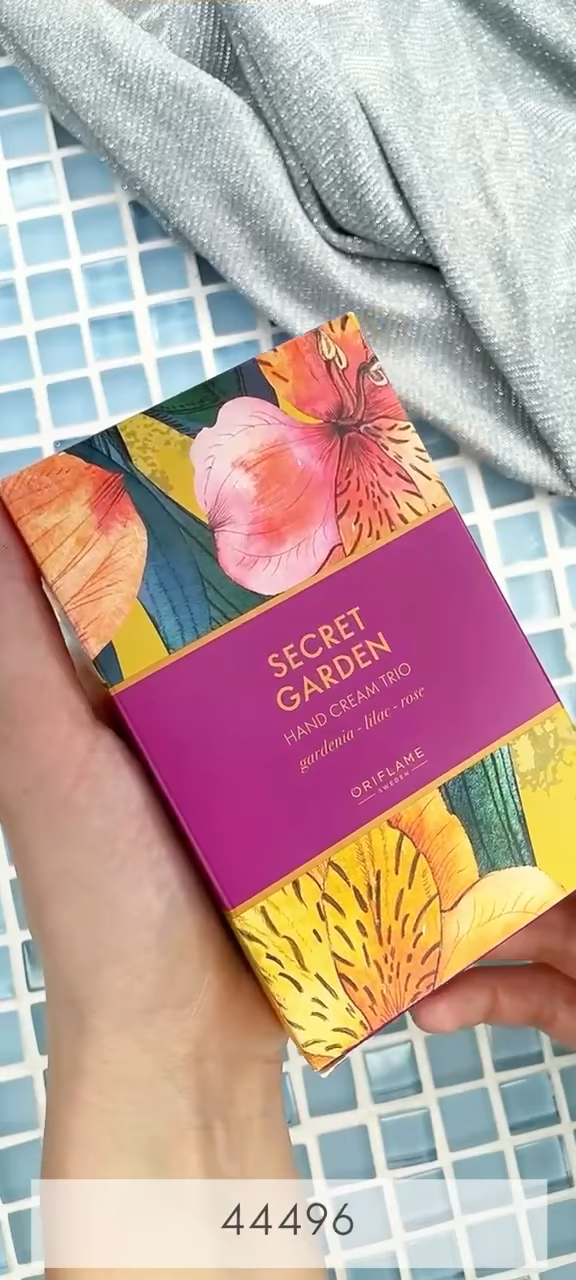 SECRET
GARDEN
HAND CREAM TRIO
gardenia - lilac - rose
ORIFLAME
SWEDEN
44496